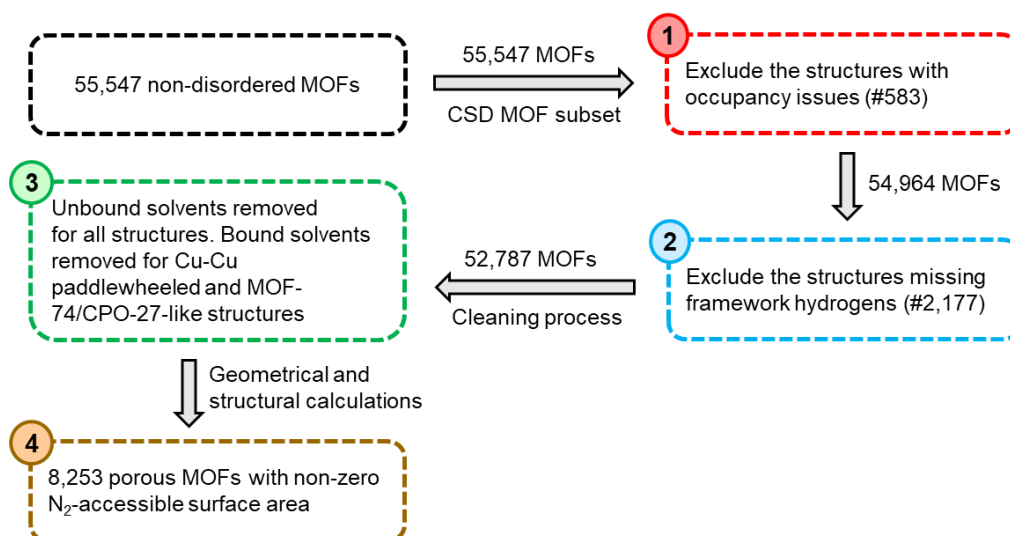 55,547 non-disordered MOFs
55,547 MOFs
CSD MOF subset
1
Exclude the structures with
occupancy issues (#583)
54,964 MOFs
2
Exclude the structures missing
framework hydrogens (#2,177)
52,787 MOFs
Cleaning process
3
Unbound solvents removed
for all structures. Bound solvents
removed for Cu-Cu
paddlewheeled and MOF-
74/CPO-27-like structures
Geometrical and
structural calculations
4
8,253 porous MOFs with non-zero
N₂-accessible surface area